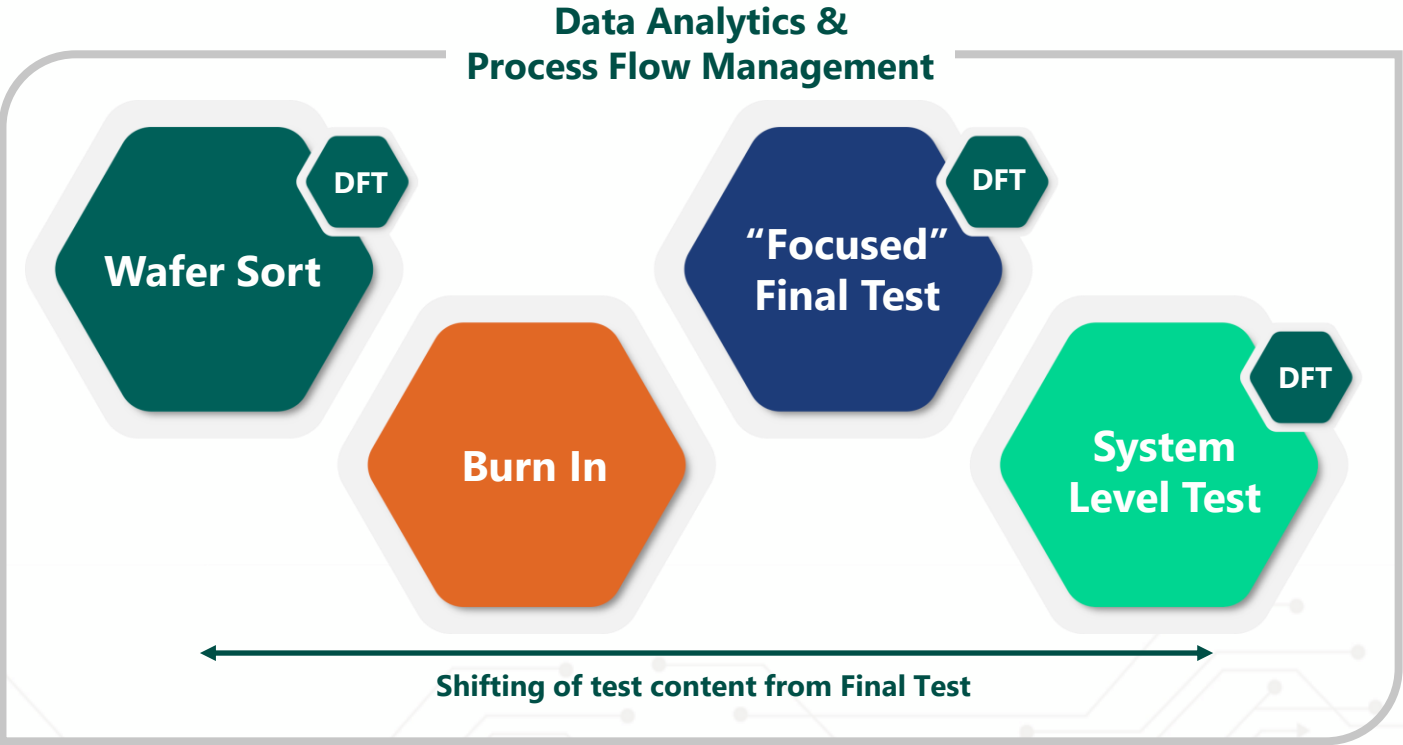 Data Analytics &
Process Flow Management
DFT
Wafer Sort
Burn In
DFT
“Focused”
Final Test
DFT
System
Level Test
Shifting of test content from Final Test